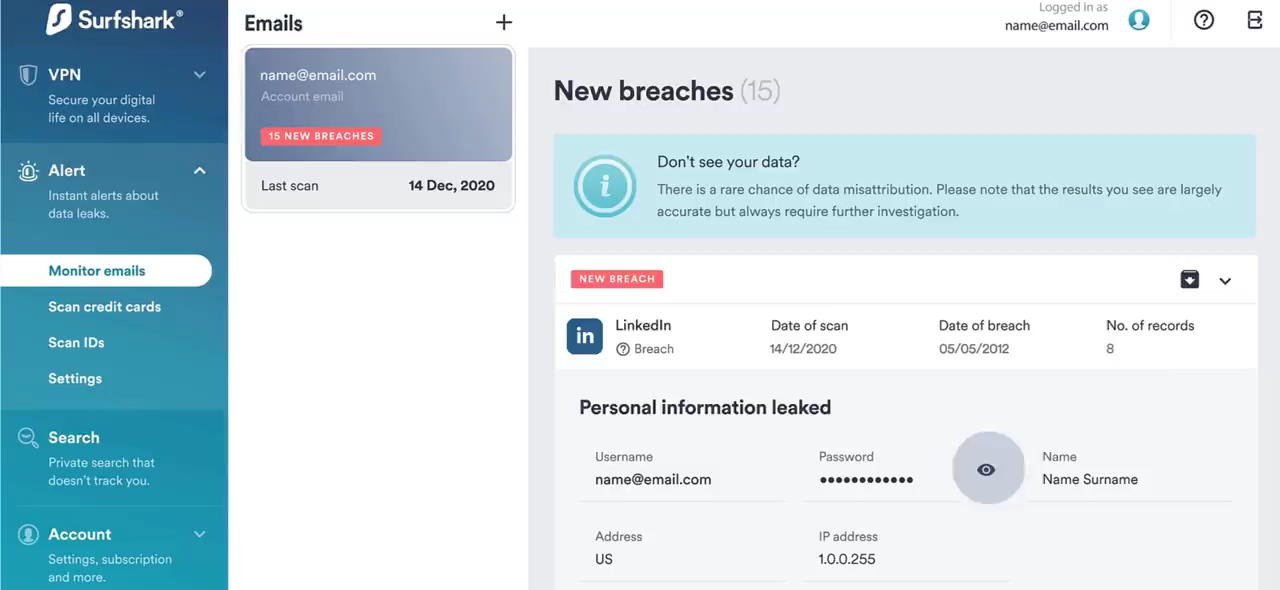 Surfshark®
VPN
Secure your digital
life on all devices.
Alert
Instant alerts about
data leaks.
Monitor emails
Scan credit cards
Scan IDs
Settings
Search
Private search that
doesn't track you.
Account
Settings, subscription
and more.
Emails
name@email.com
Account email
15 NEW BREACHES
Last scan 14 Dec, 2020
Logged in as
name@email.com
New breaches (15)
Don't see your data?
There is a rare chance of data misattribution. Please note that the results you see are largely
accurate but always require further investigation.
NEW BREACH
in LinkedIn Date of scan Date of breach No. of records
Breach 14/12/2020 05/05/2012 8
Personal information leaked
Username Password Name
name@email.com •••••••••••• Name Surname
Address IP address
US 1.0.0.255